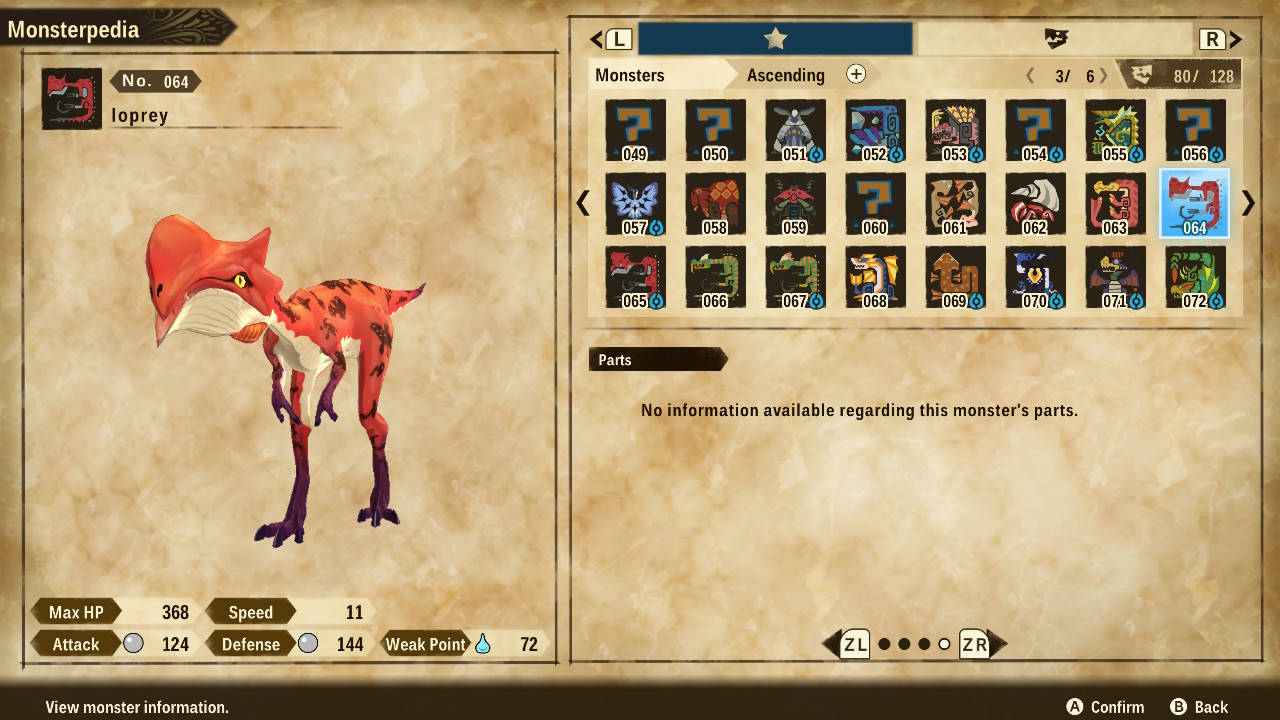 Monsterpedia
No. 064
Ioprey
Max HP 368 Speed 11
Attack 124 Defense 144 Weak Point 72
View monster information.
L R
Monsters Ascending 3/ 6 80/ 128
049 050 051 052 053 054 055 056
057 058 059 060 061 062 063 064
065 066 067 068 069 070 071 072
Parts
No information available regarding this monster's parts.
ZL ZR
A Confirm B Back